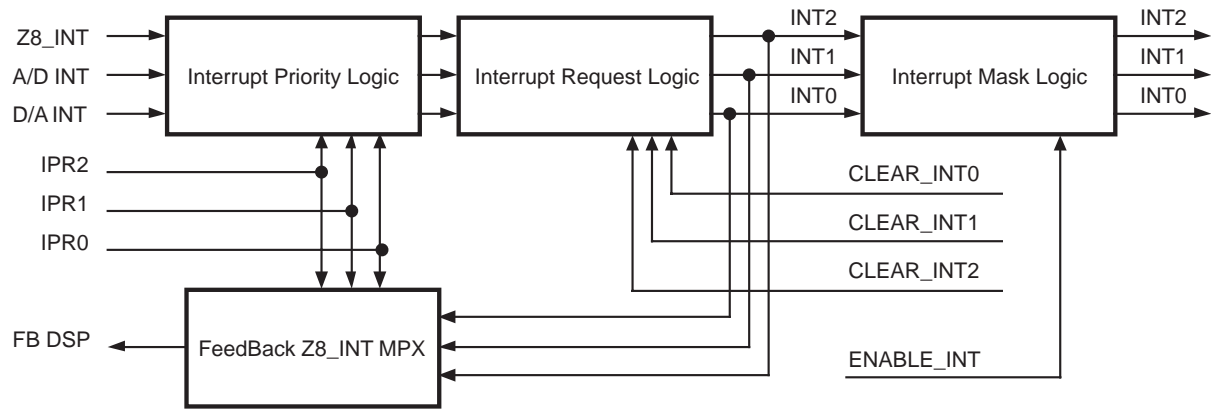 Z8_INT
A/D INT
D/A INT
Interrupt Priority Logic
Interrupt Request Logic
INT2
INT1
INT0
Interrupt Mask Logic
INT2
INT1
INT0
IPR2
IPR1
IPR0
CLEAR_INT0
CLEAR_INT1
CLEAR_INT2
FB DSP
FeedBack Z8_INT MPX
ENABLE_INT